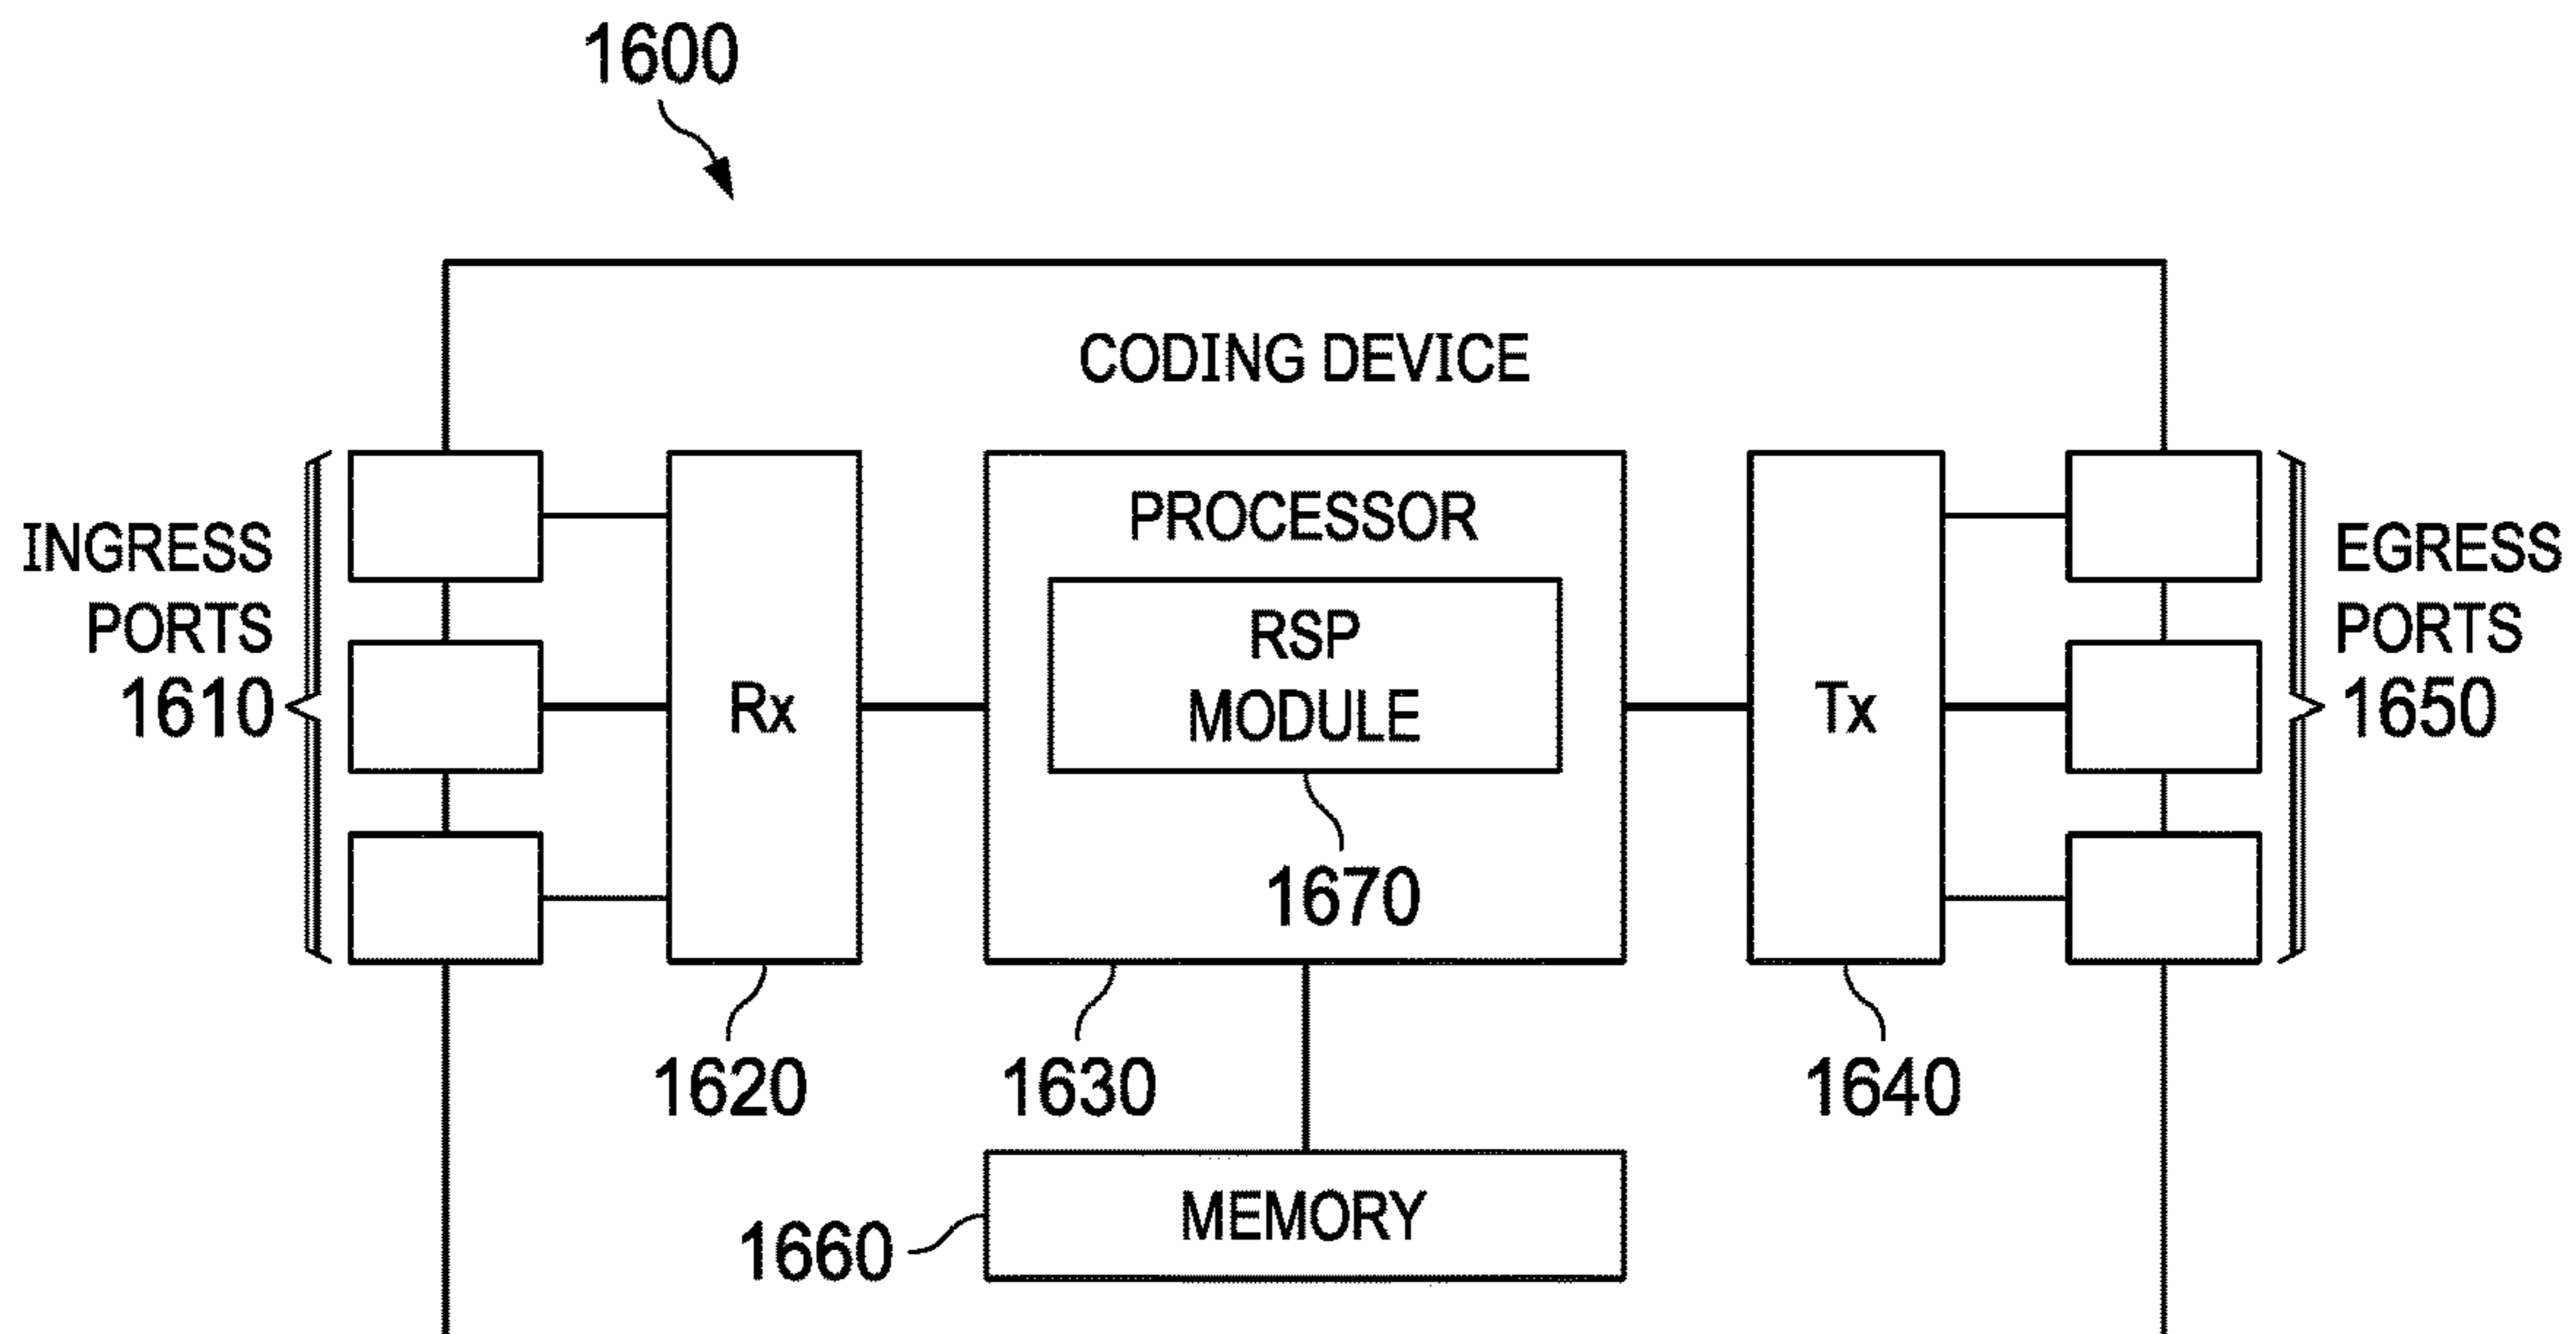 1600
CODING DEVICE
INGRESS
PORTS
1610
Rx
1620
PROCESSOR
RSP
MODULE
1670
1630
Tx
1640
EGRESS
PORTS
1650
MEMORY
1660